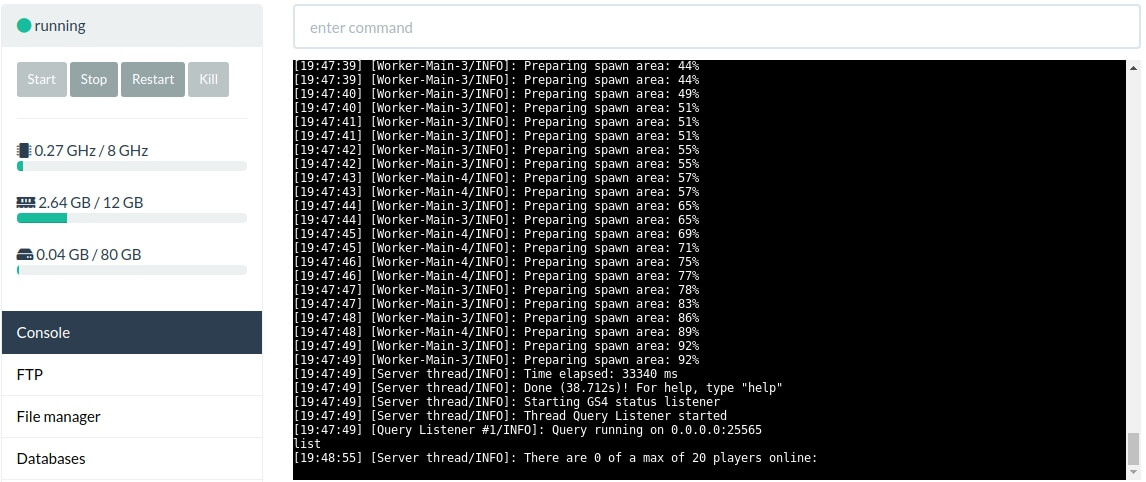 running
Start Stop Restart Kill
0.27 GHz / 8 GHz
2.64 GB / 12 GB
0.04 GB / 80 GB
Console
FTP
File manager
Databases
enter command
[19:47:39] [Worker-Main-3/INFO]: Preparing spawn area: 44%
[19:47:39] [Worker-Main-3/INFO]: Preparing spawn area: 44%
[19:47:40] [Worker-Main-3/INFO]: Preparing spawn area: 49%
[19:47:40] [Worker-Main-3/INFO]: Preparing spawn area: 51%
[19:47:41] [Worker-Main-3/INFO]: Preparing spawn area: 51%
[19:47:41] [Worker-Main-3/INFO]: Preparing spawn area: 51%
[19:47:42] [Worker-Main-3/INFO]: Preparing spawn area: 55%
[19:47:42] [Worker-Main-3/INFO]: Preparing spawn area: 55%
[19:47:43] [Worker-Main-4/INFO]: Preparing spawn area: 57%
[19:47:43] [Worker-Main-4/INFO]: Preparing spawn area: 57%
[19:47:44] [Worker-Main-3/INFO]: Preparing spawn area: 65%
[19:47:44] [Worker-Main-3/INFO]: Preparing spawn area: 65%
[19:47:45] [Worker-Main-4/INFO]: Preparing spawn area: 69%
[19:47:45] [Worker-Main-4/INFO]: Preparing spawn area: 71%
[19:47:46] [Worker-Main-4/INFO]: Preparing spawn area: 75%
[19:47:46] [Worker-Main-4/INFO]: Preparing spawn area: 77%
[19:47:47] [Worker-Main-3/INFO]: Preparing spawn area: 78%
[19:47:47] [Worker-Main-3/INFO]: Preparing spawn area: 83%
[19:47:48] [Worker-Main-3/INFO]: Preparing spawn area: 86%
[19:47:48] [Worker-Main-4/INFO]: Preparing spawn area: 89%
[19:47:49] [Worker-Main-3/INFO]: Preparing spawn area: 92%
[19:47:49] [Worker-Main-3/INFO]: Preparing spawn area: 92%
[19:47:49] [Server thread/INFO]: Time elapsed: 33340 ms
[19:47:49] [Server thread/INFO]: Done (38.712s)! For help, type "help"
[19:47:49] [Server thread/INFO]: Starting GS4 status listener
[19:47:49] [Server thread/INFO]: Thread Query Listener started
[19:47:49] [Query Listener #1/INFO]: Query running on 0.0.0.0:25565
list
[19:48:55] [Server thread/INFO]: There are 0 of a max of 20 players online: